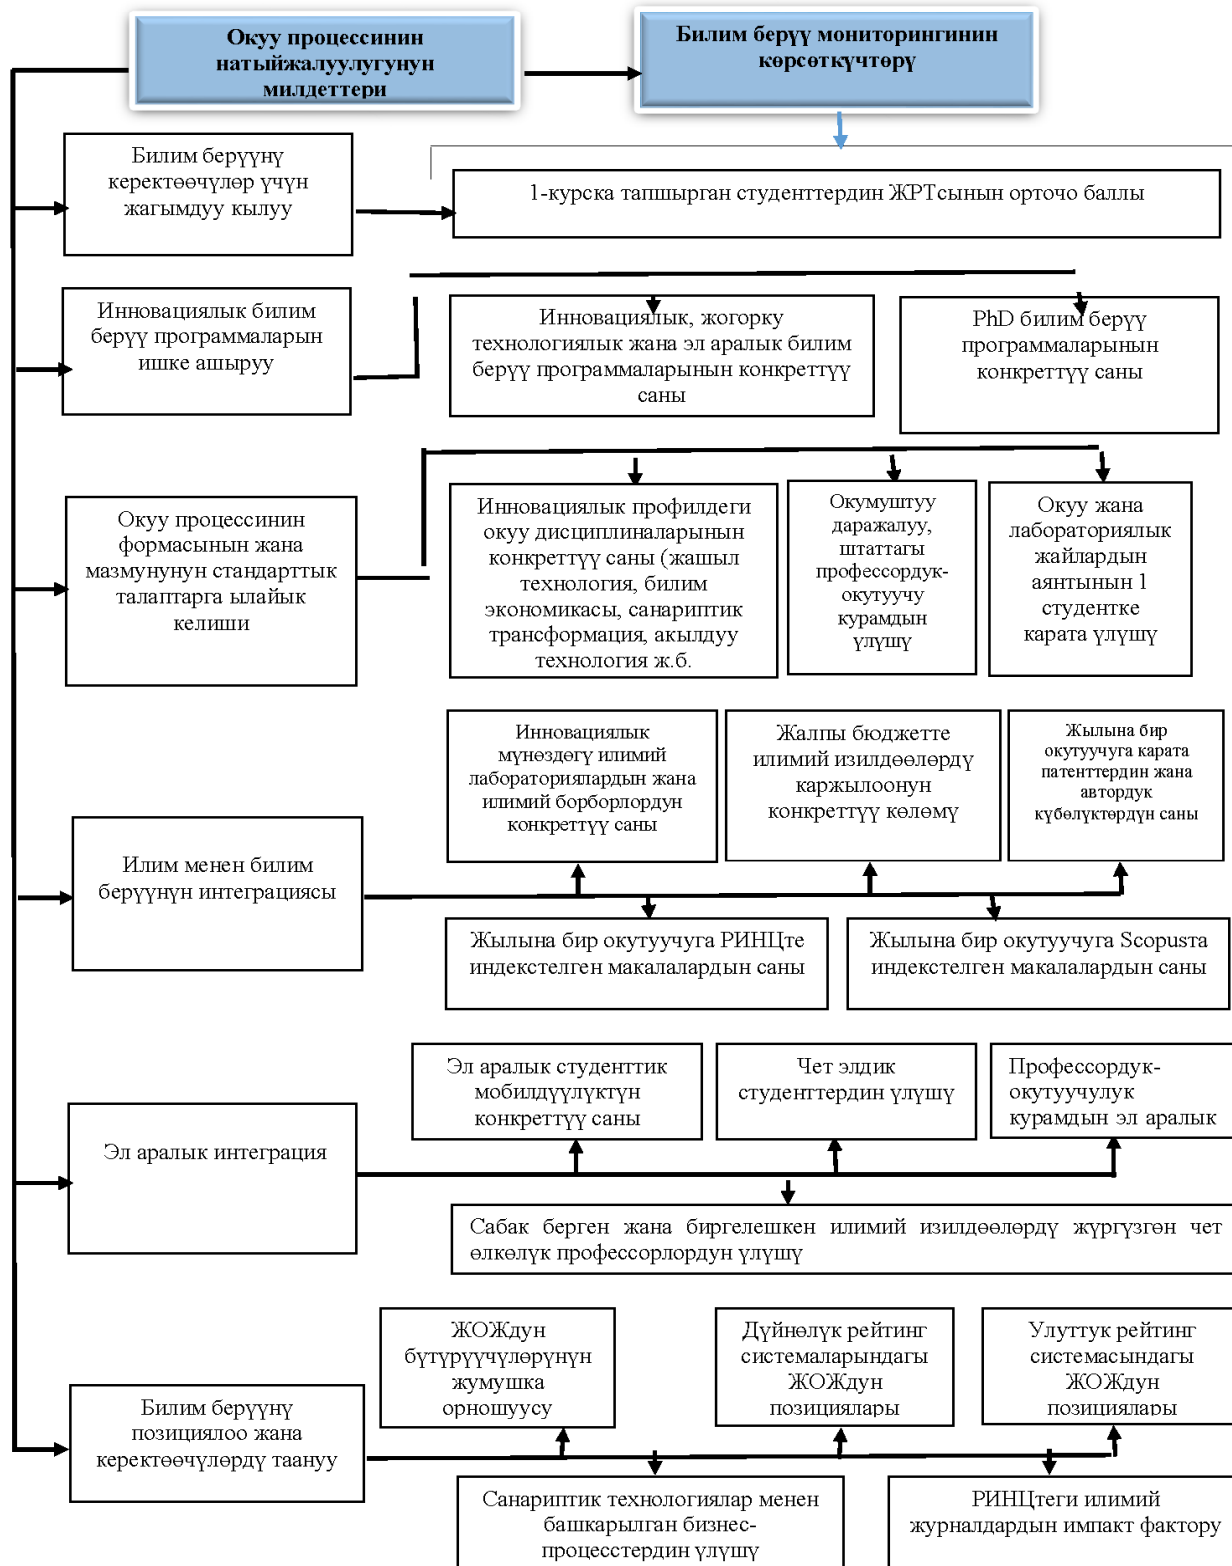 Окуу процессинин
натыйжалуулугунун
милдеттери
Билим берүү мониторингинин
көрсөткүчтөрү
Билим берүүнү
керектөөчүлөр үчүн
жагымдуу кылуу
1-курска тапшырган студенттердин ЖРТсынын орточо баллы
Инновациялык билим
берүү программаларын
ишке ашыруу
Инновациялык, жогорку
технологиялык жана эл аралык билим
берүү программаларынын конкреттүү
саны
PhD билим берүү
программаларынын
конкреттүү саны
Окуу процессинин
формасынын жана
мазмунунун стандарттык
талаптарга ылайык
келиши
Инновациялык профилдеги
окуу дисциплиналарынын
конкреттүү саны (жашыл
технология, билим
экономикасы, санариптик
трансформация, акылдуу
технология ж.б.
Окумуштуу
даражалуу,
штаттагы
профессордук-
окутуучу
курамдын
үлүшү
Окуу жана
лабораториялык
жайлардын
аянтынын 1
студентке
карата үлүшү
Илим менен билим
берүүнүн интеграциясы
Инновациялык
мүнөздөгү илимий
лабораториялардын жана
илимий борборлордун
конкреттүү саны
Жалпы бюджетте
илимий изилдөөлөрдү
каржылоонун
конкреттүү көлөмү
Жылына бир
окутуучуга карата
патенттердин жана
автордук
күбөлүктөрдүн саны
Жылына бир окутуучуга РИНЦте
индекстелген макалалардын саны
Жылына бир окутуучуга Scopusта
индекстелген макалалардын саны
Эл аралык интеграция
Эл аралык студенттик
мобилдүүлүктүн
конкреттүү саны
Чет элдик
студенттердин үлүшү
Профессордук-
окутуучулук
курамдын эл аралык
Сабак берген жана биргелешкен илимий изилдөөлөрдү жүргүзгөн чет
өлкөлүк профессорлордун үлүшү
Билим берүүнү
позициялоо жана
керектөөчүлөрдү таануу
ЖОЖдун
бүтүрүүчүлөрүнүн
жумушка
орношуусу
Дүйнөлүк рейтинг
системаларындагы
ЖОЖдун
позициялары
Улуттук рейтинг
системасындагы
ЖОЖдун
позициялары
Санариптик технологиялар менен
башкарылган бизнес-
процесстердин үлүшү
РИНЦтеги илимий
журналдардын импакт фактору